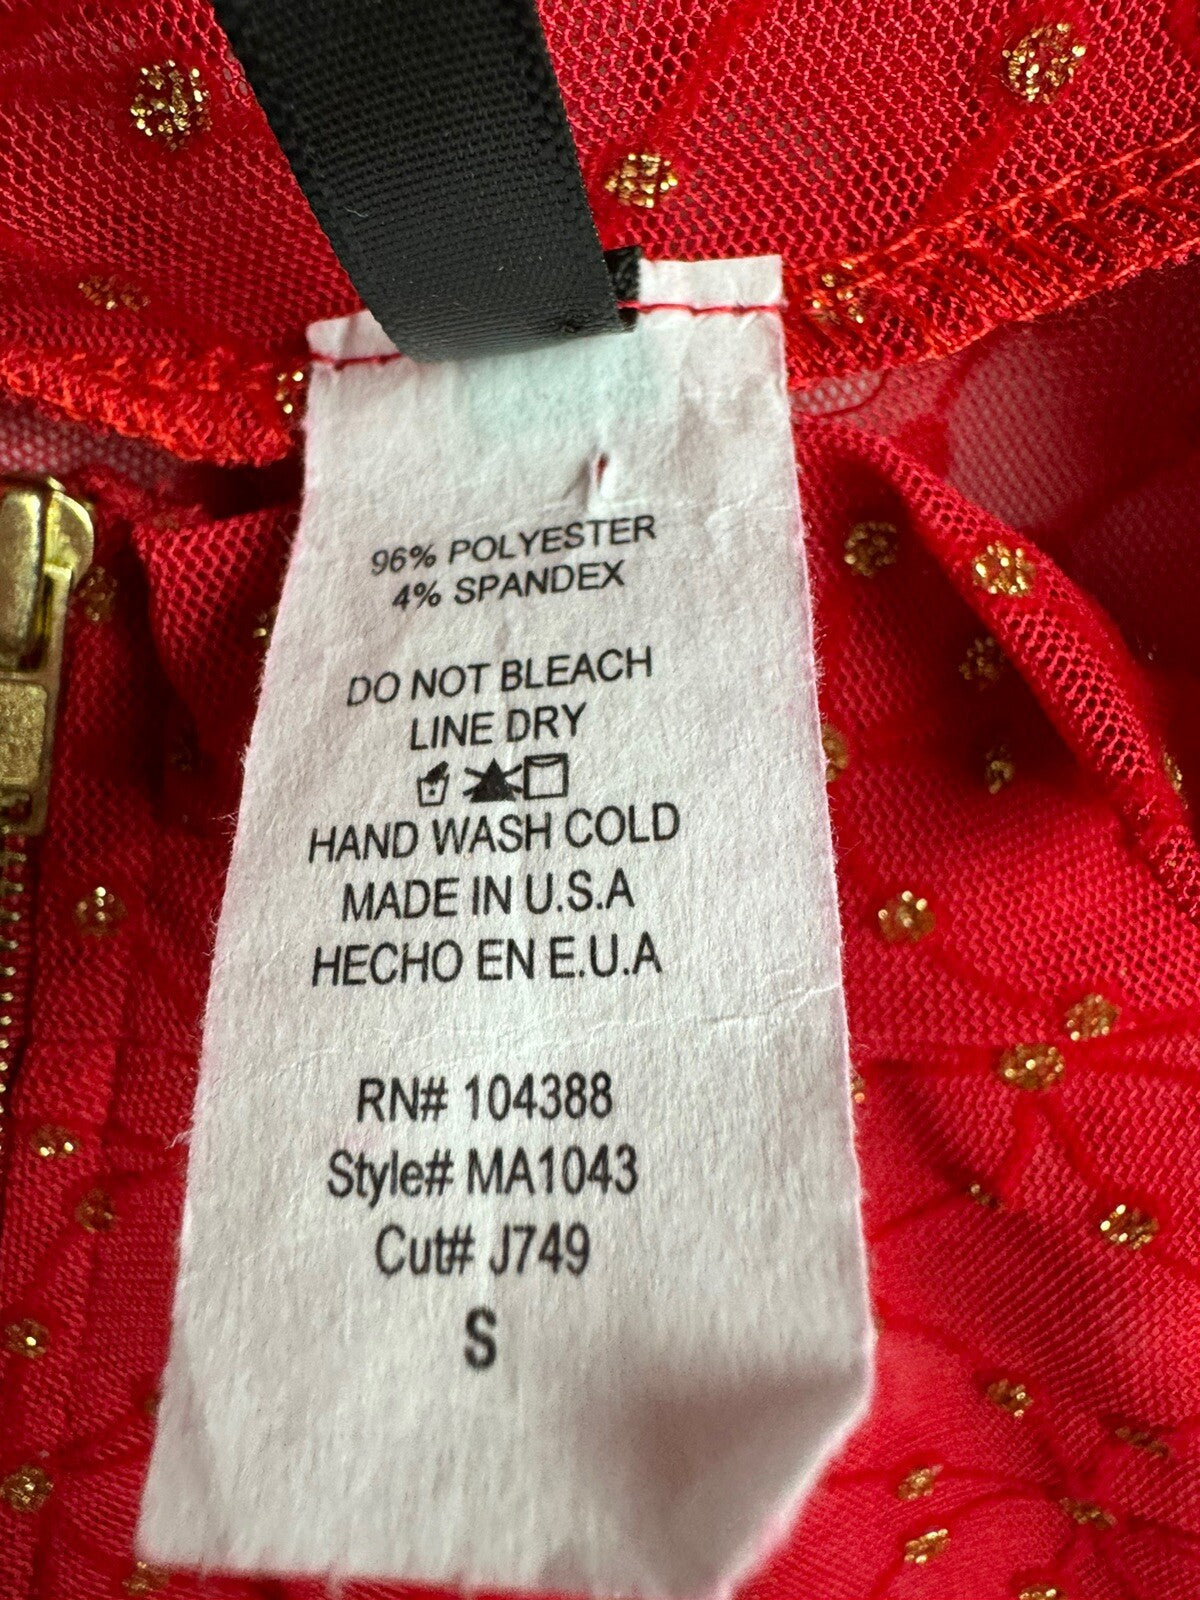 96% POLYESTER
4% SPANDEX
DO NOT BLEACH
LINE DRY
HAND WASH COLD
MADE IN U.S.A
HECHO EN E.U.A
RN# 104388
Style# MA1043
Cut# J749
S